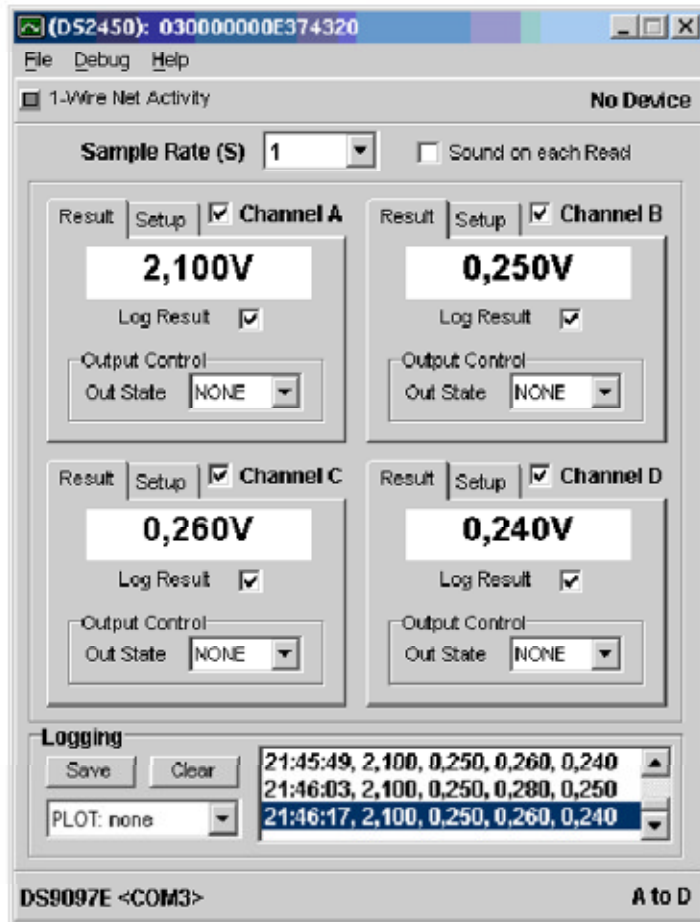 (DS2450): 030000000E374320
File Debug Help
1-Wire Net Activity No Device
Sample Rate (S) 1 Sound on each Read
Result Setup Channel A
2,100V
Log Result
Output Control
Out State NONE
Result Setup Channel B
0,250V
Log Result
Output Control
Out State NONE
Result Setup Channel C
0,260V
Log Result
Output Control
Out State NONE
Result Setup Channel D
0,240V
Log Result
Output Control
Out State NONE
Logging
Save Clear
PLOT: none
21:45:49, 2,100, 0,250, 0,260, 0,240
21:46:03, 2,100, 0,250, 0,280, 0,250
21:46:17, 2,100, 0,250, 0,260, 0,240
DS9097E <COM3> A to D